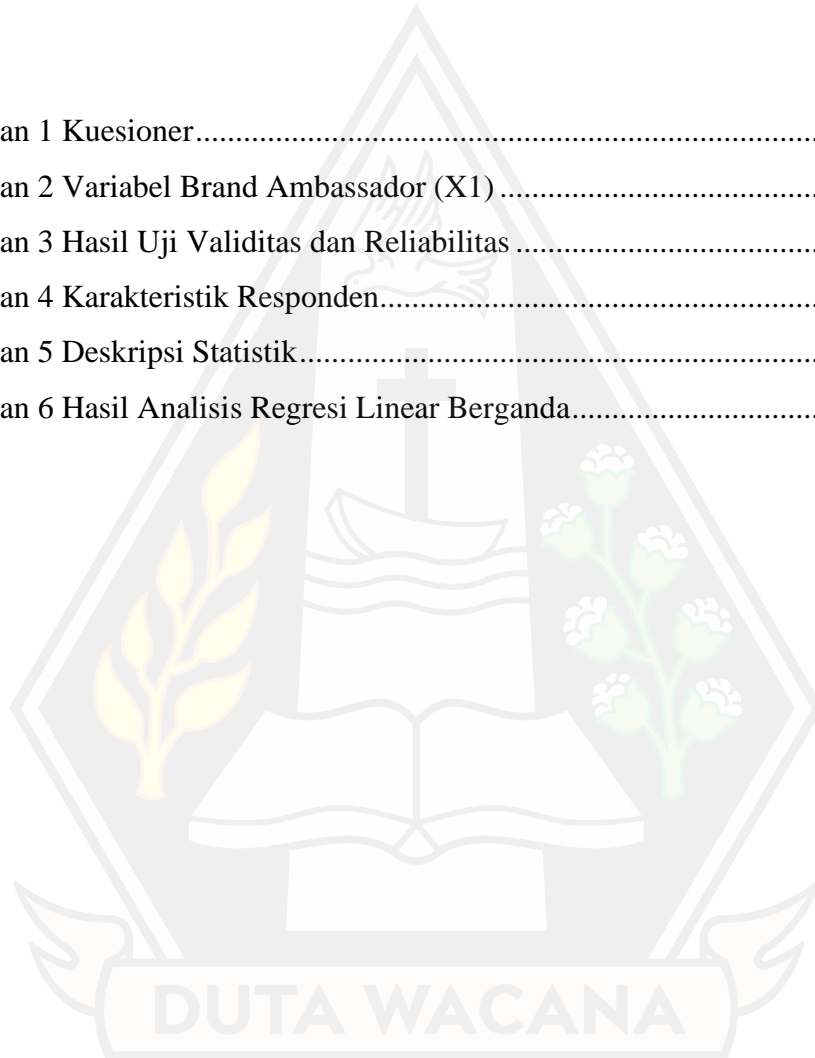 an 1 Kuesioner........................................................................
an 2 Variabel Brand Ambassador (X1)..................................
an 3 Hasil Uji Validitas dan Reliabilitas................................
an 4 Karakteristik Responden.................................................
an 5 Deskripsi Statistik...........................................................
an 6 Hasil Analisis Regresi Linear Berganda.........................
DUTA WACANA